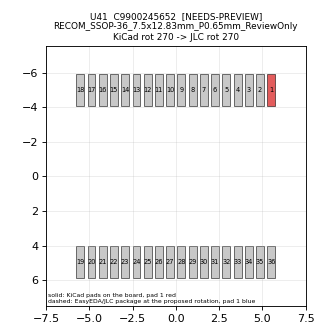 U41 C9900245652 [NEEDS-PREVIEW]
RECOM_SSOP-36_7.5x12.83mm_P0.65mm_ReviewOnly
KiCad rot 270 -> JLC rot 270
−6
18 17 16 15 14 13 12 11 10 9 8 7 6 5 4 3 2 1
−4
−2
0
2
4
19 20 21 22 23 24 25 26 27 28 29 30 31 32 33 34 35 36
6
solid: KiCad pads on the board, pad 1 red
dashed: EasyEDA/JLC package at the proposed rotation, pad 1 blue
−7.5 −5.0 −2.5 0.0 2.5 5.0 7.5